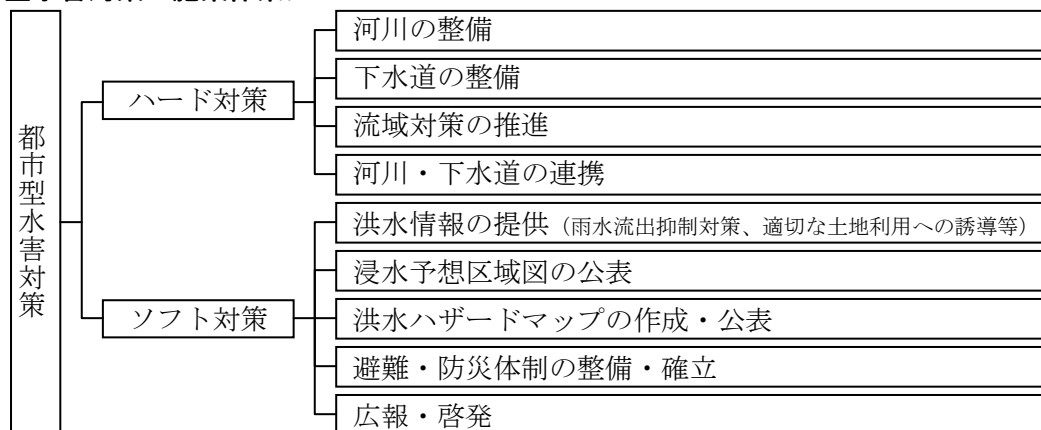 都市型水害対策
ハード対策
河川の整備
下水道の整備
流域対策の推進
河川・下水道の連携
ソフト対策
洪水情報の提供（雨水流出抑制対策、適切な土地利用への誘導等）
浸水予想区域図の公表
洪水ハザードマップの作成・公表
避難・防災体制の整備・確立
広報・啓発